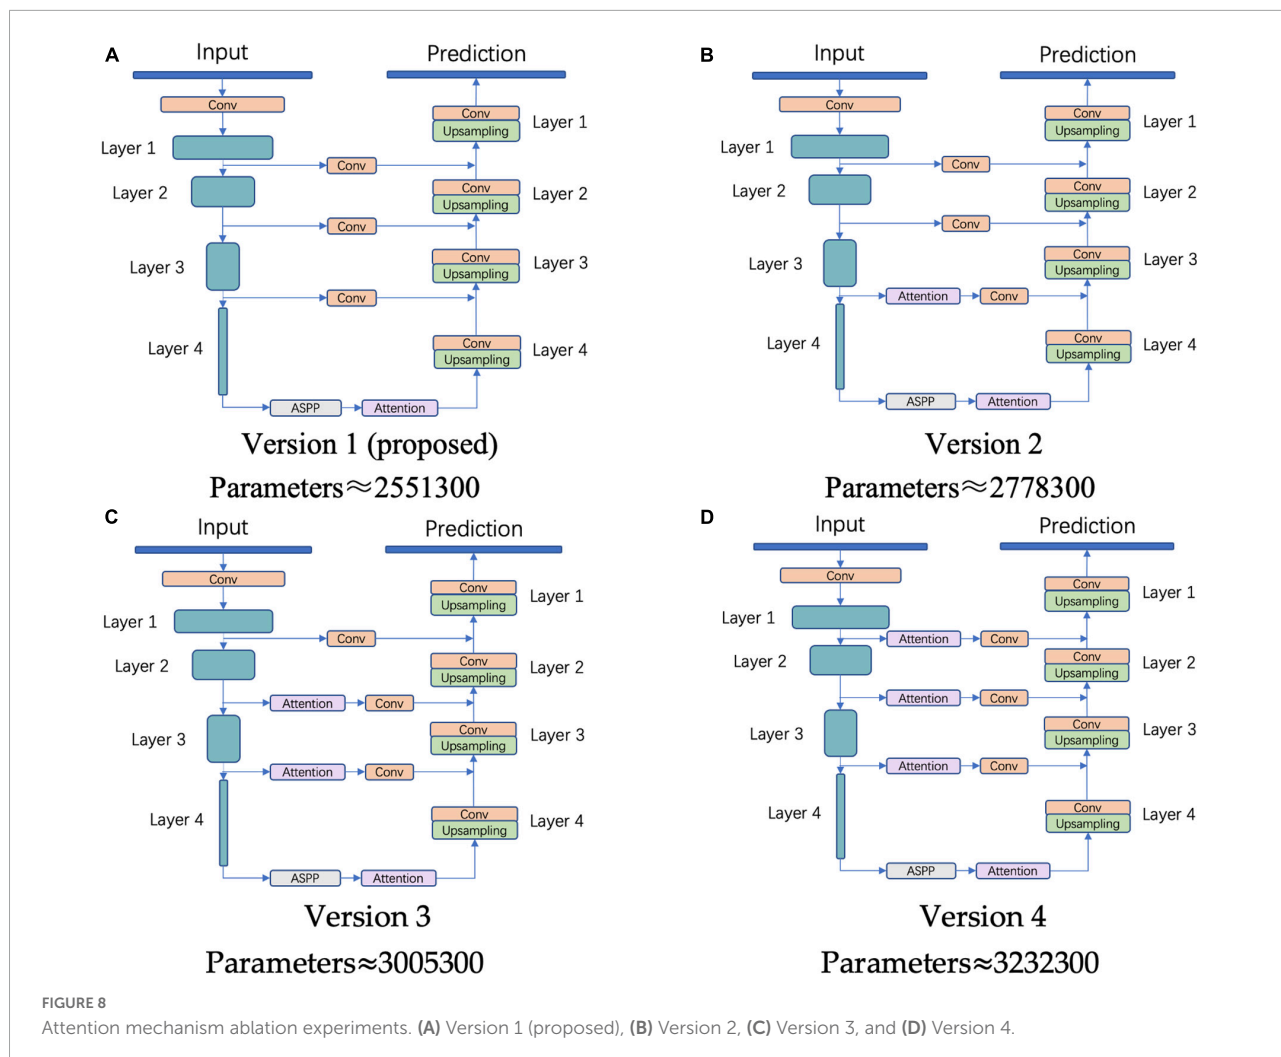 A
Input
Prediction
Conv
Layer 1
Conv
Upsampling
Layer 1
Conv
Layer 2
Conv
Upsampling
Layer 2
Conv
Layer 3
Conv
Upsampling
Layer 3
Conv
Layer 4
Conv
Upsampling
Layer 4
ASPP
Attention
Version 1 (proposed)
Parameters≈2551300
B
Input
Prediction
Conv
Layer 1
Conv
Upsampling
Layer 1
Conv
Layer 2
Conv
Upsampling
Layer 2
Conv
Layer 3
Conv
Upsampling
Layer 3
Attention
Conv
Layer 4
Conv
Upsampling
Layer 4
ASPP
Attention
Version 2
Parameters≈2778300
C
Input
Prediction
Conv
Layer 1
Conv
Upsampling
Layer 1
Conv
Layer 2
Conv
Upsampling
Layer 2
Attention
Conv
Layer 3
Conv
Upsampling
Layer 3
Attention
Conv
Layer 4
Conv
Upsampling
Layer 4
ASPP
Attention
Version 3
Parameters≈3005300
D
Input
Prediction
Conv
Layer 1
Conv
Upsampling
Layer 1
Attention
Conv
Layer 2
Conv
Upsampling
Layer 2
Attention
Conv
Layer 3
Conv
Upsampling
Layer 3
Attention
Conv
Layer 4
Conv
Upsampling
Layer 4
ASPP
Attention
Version 4
Parameters≈3232300
FIGURE 8
Attention mechanism ablation experiments. (A) Version 1 (proposed), (B) Version 2, (C) Version 3, and (D) Version 4.